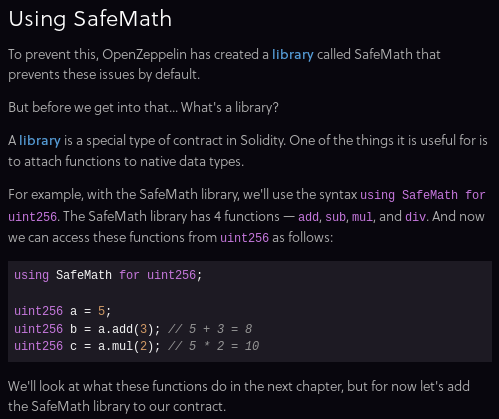 Using SafeMath
To prevent this, OpenZeppelin has created a library called SafeMath that
prevents these issues by default.
But before we get into that... What's a library?
A library is a special type of contract in Solidity. One of the things it is useful for is
to attach functions to native data types.
For example, with the SafeMath library, we'll use the syntax using SafeMath for
uint256. The SafeMath library has 4 functions — add, sub, mul, and div. And now
we can access these functions from uint256 as follows:
using SafeMath for uint256;
uint256 a = 5;
uint256 b = a.add(3); // 5 + 3 = 8
uint256 c = a.mul(2); // 5 * 2 = 10
We'll look at what these functions do in the next chapter, but for now let's add
the SafeMath library to our contract.